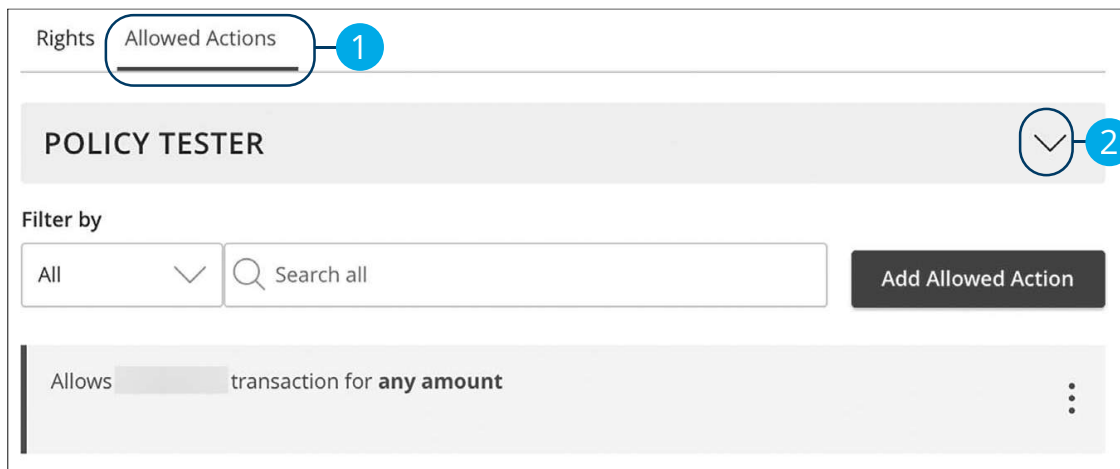 Rights Allowed Actions 1
POLICY TESTER 2
Filter by
All Search all Add Allowed Action
Allows transaction for any amount